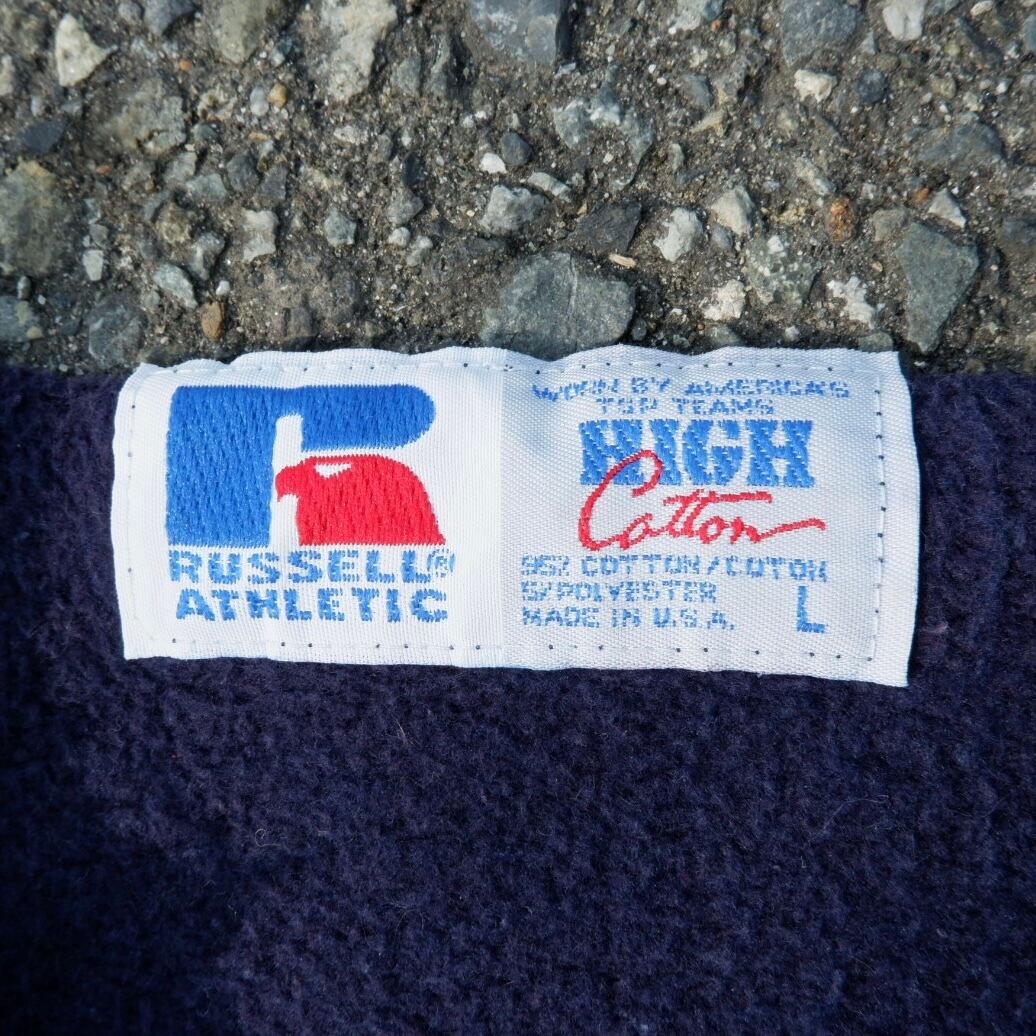 RUSSELL®
ATHLETIC
WORN BY AMERICA'S
TOP TEAMS
HIGH
Cotton
95% COTTON/COTON
5%POLYESTER
MADE IN U.S.A.
L